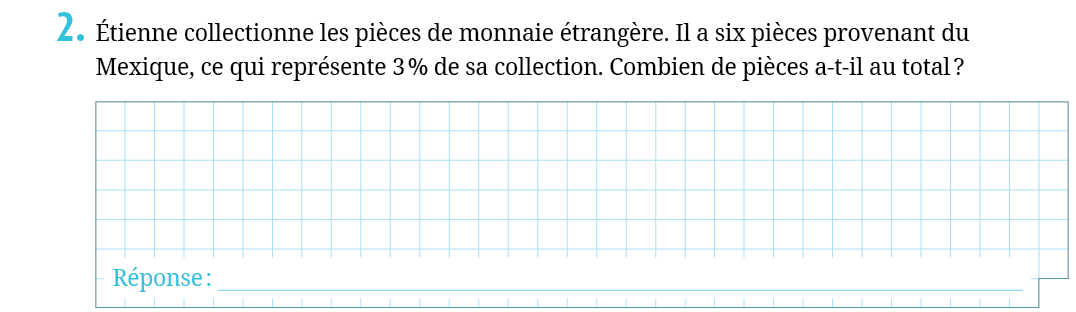 2. Étienne collectionne les pièces de monnaie étrangère. Il a six pièces provenant du
Mexique, ce qui représente 3 % de sa collection. Combien de pièces a-t-il au total ?
Réponse :